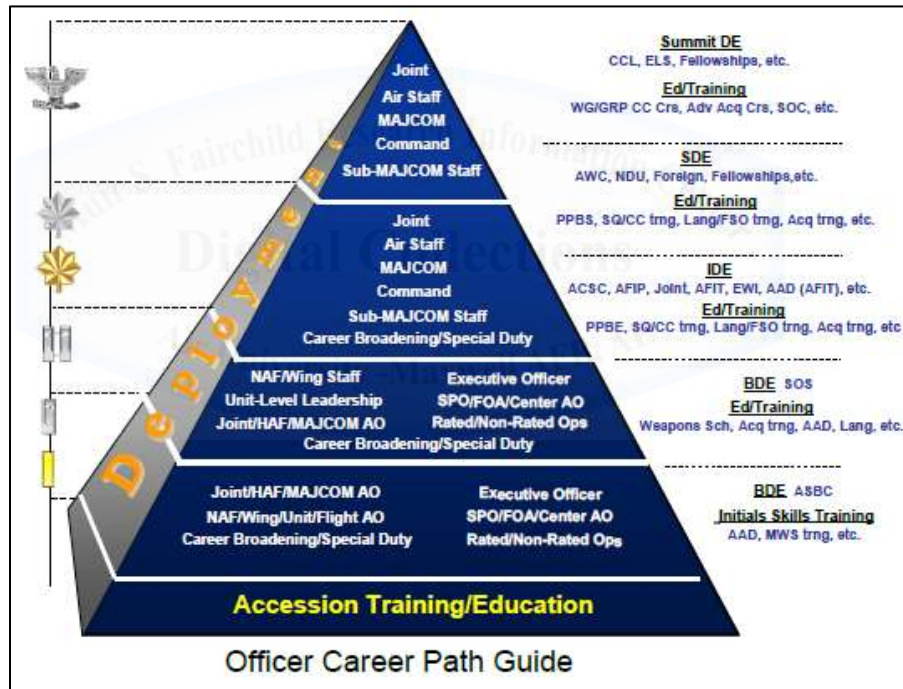 Summit DE
CCL, ELS, Fellowships, etc.
Ed/Training
WG/GRP CC Crs, Adv Acq Crs, SOC, etc.
SDE
AWC, NDU, Foreign, Fellowships,etc.
Ed/Training
PPBS, SQ/CC trng, Lang/FSO trng, Acq trng, etc.
IDE
ACSC, AFIP, Joint, AFIT, EWI, AAD (AFIT), etc.
Ed/Training
PPBE, SQ/CC trng, Lang/FSO trng, Acq trng, etc
BDE SOS
Ed/Training
Weapons Sch, Acq trng, AAD, Lang, etc.
BDE ASBC
Initials Skills Training
AAD, MWS trng, etc.
Joint
Air Staff
MAJCOM
Command
Sub-MAJCOM Staff
Joint
Air Staff
MAJCOM
Command
Sub-MAJCOM Staff
Career Broadening/Special Duty
NAF/Wing Staff Executive Officer
Unit-Level Leadership SPO/FOA/Center AO
Joint/HAF/MAJCOM AO Rated/Non-Rated Ops
Career Broadening/Special Duty
Joint/HAF/MAJCOM AO Executive Officer
NAF/Wing/Unit/Flight AO SPO/FOA/Center AO
Career Broadening/Special Duty Rated/Non-Rated Ops
Accession Training/Education
Officer Career Path Guide
Digital Collections